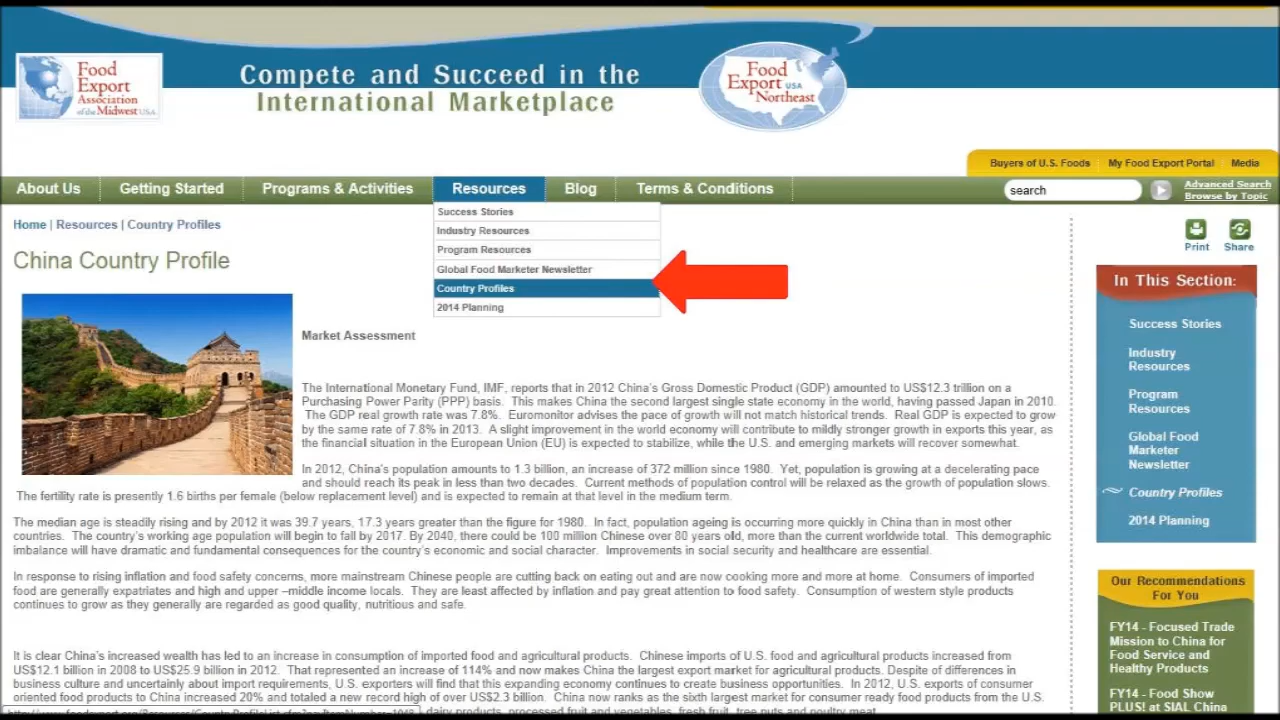 Food
Export
Association
of the Midwest USA
Compete and Succeed in the
International Marketplace
Food
Export USA
Northeast
Buyers of U.S. Foods
My Food Export Portal
Media
About Us
Getting Started
Programs & Activities
Resources
Blog
Terms & Conditions
search
Advanced Search
Browse by Topic
Success Stories
Industry Resources
Program Resources
Global Food Marketer Newsletter
Country Profiles
2014 Planning
Home | Resources | Country Profiles
Print
Share
China Country Profile
Market Assessment
The International Monetary Fund, IMF, reports that in 2012 China's Gross Domestic Product (GDP) amounted to US$12.3 trillion on a
Purchasing Power Parity (PPP) basis. This makes China the second largest single state economy in the world, having passed Japan in 2010.
The GDP real growth rate was 7.8%. Euromonitor advises the pace of growth will not match historical trends. Real GDP is expected to grow
by the same rate of 7.8% in 2013. A slight improvement in the world economy will contribute to mildly stronger growth in exports this year, as
the financial situation in the European Union (EU) is expected to stabilize, while the U.S. and emerging markets will recover somewhat.
In 2012, China's population amounts to 1.3 billion, an increase of 372 million since 1980. Yet, population is growing at a decelerating pace
and should reach its peak in less than two decades. Current methods of population control will be relaxed as the growth of population slows.
The fertility rate is presently 1.6 births per female (below replacement level) and is expected to remain at that level in the medium term.
The median age is steadily rising and by 2012 it was 39.7 years, 17.3 years greater than the figure for 1980. In fact, population ageing is occurring more quickly in China than in most other
countries. The country's working age population will begin to fall by 2017. By 2040, there could be 100 million Chinese over 80 years old, more than the current worldwide total. This demographic
imbalance will have dramatic and fundamental consequences for the country's economic and social character. Improvements in social security and healthcare are essential.
In response to rising inflation and food safety concerns, more mainstream Chinese people are cutting back on eating out and are now cooking more and more at home. Consumers of imported
food are generally expatriates and high and upper –middle income locals. They are least affected by inflation and pay great attention to food safety. Consumption of western style products
continues to grow as they generally are regarded as good quality, nutritious and safe.
It is clear China's increased wealth has led to an increase in consumption of imported food and agricultural products. Chinese imports of U.S. food and agricultural products increased from
US$12.1 billion in 2008 to US$25.9 billion in 2012. That represented an increase of 114% and now makes China the largest export market for agricultural products. Despite of differences in
business culture and uncertainty about import requirements, U.S. exporters will find that this expanding economy continues to create business opportunities. In 2012, U.S. exports of consumer
oriented food products to China increased 20% and totaled a new record high of over US$2.3 billion. China now ranks as the sixth largest market for consumer ready food products from the U.S.
dairy products, processed fruit and vegetables, fresh fruit, tree nuts and poultry meat
In This Section:
Success Stories
Industry
Resources
Program
Resources
Global Food
Marketer
Newsletter
Country Profiles
2014 Planning
Our Recommendations
For You
FY14 - Focused Trade
Mission to China for
Food Service and
Healthy Products
FY14 - Food Show
PLUS! at SIAL China